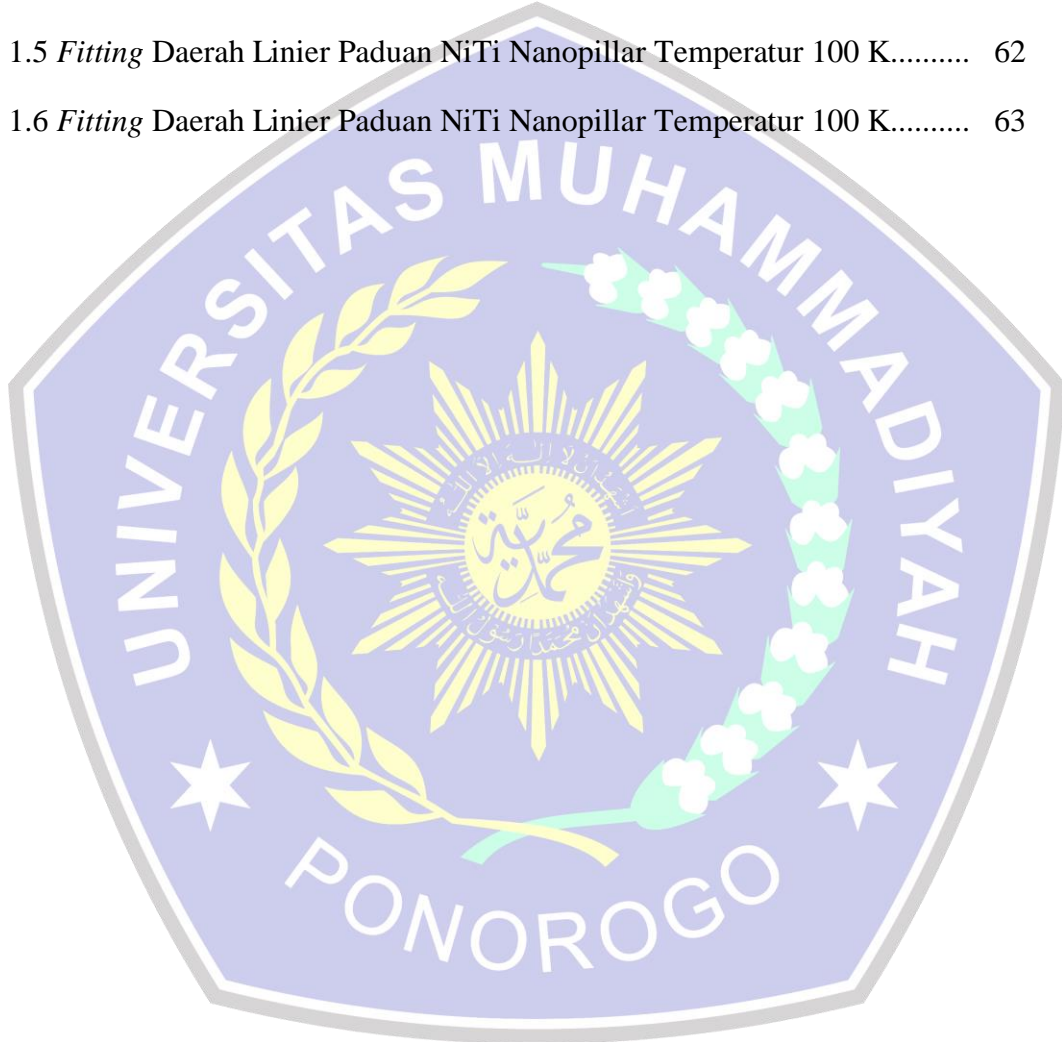 1.5 Fitting Daerah Linier Paduan NiTi Nanopillar Temperatur 100 K.......... 62
1.6 Fitting Daerah Linier Paduan NiTi Nanopillar Temperatur 100 K.......... 63
UNIVERSITAS MUHAMMADIYAH
PONOROGO